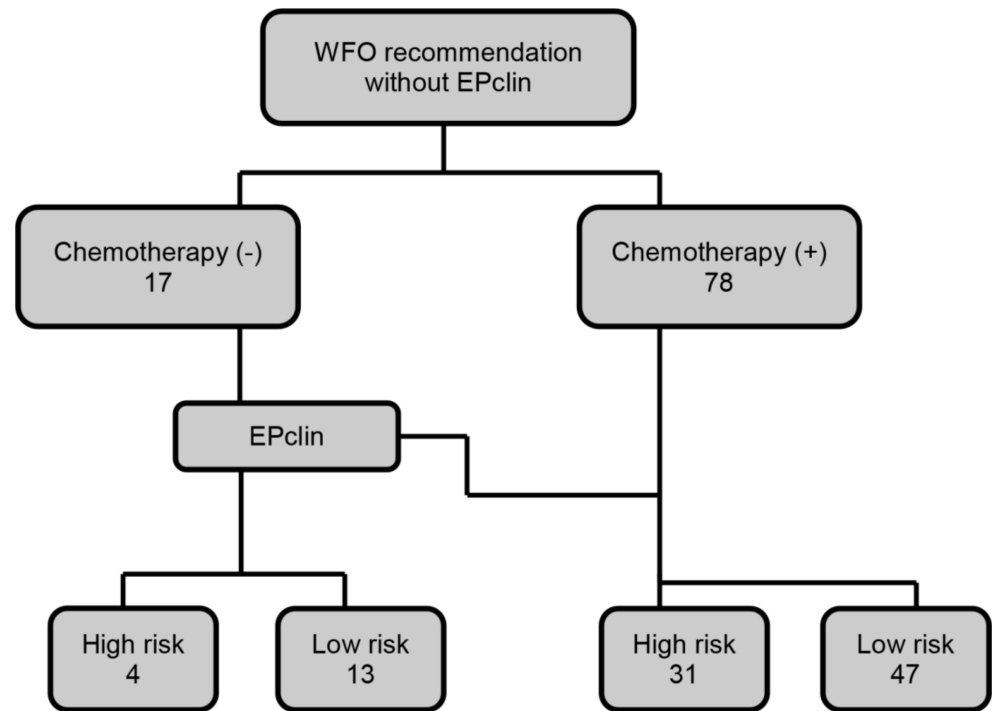 WFO recommendation
without EPclin
Chemotherapy (-)
17
Chemotherapy (+)
78
EPclin
High risk
4
Low risk
13
High risk
31
Low risk
47